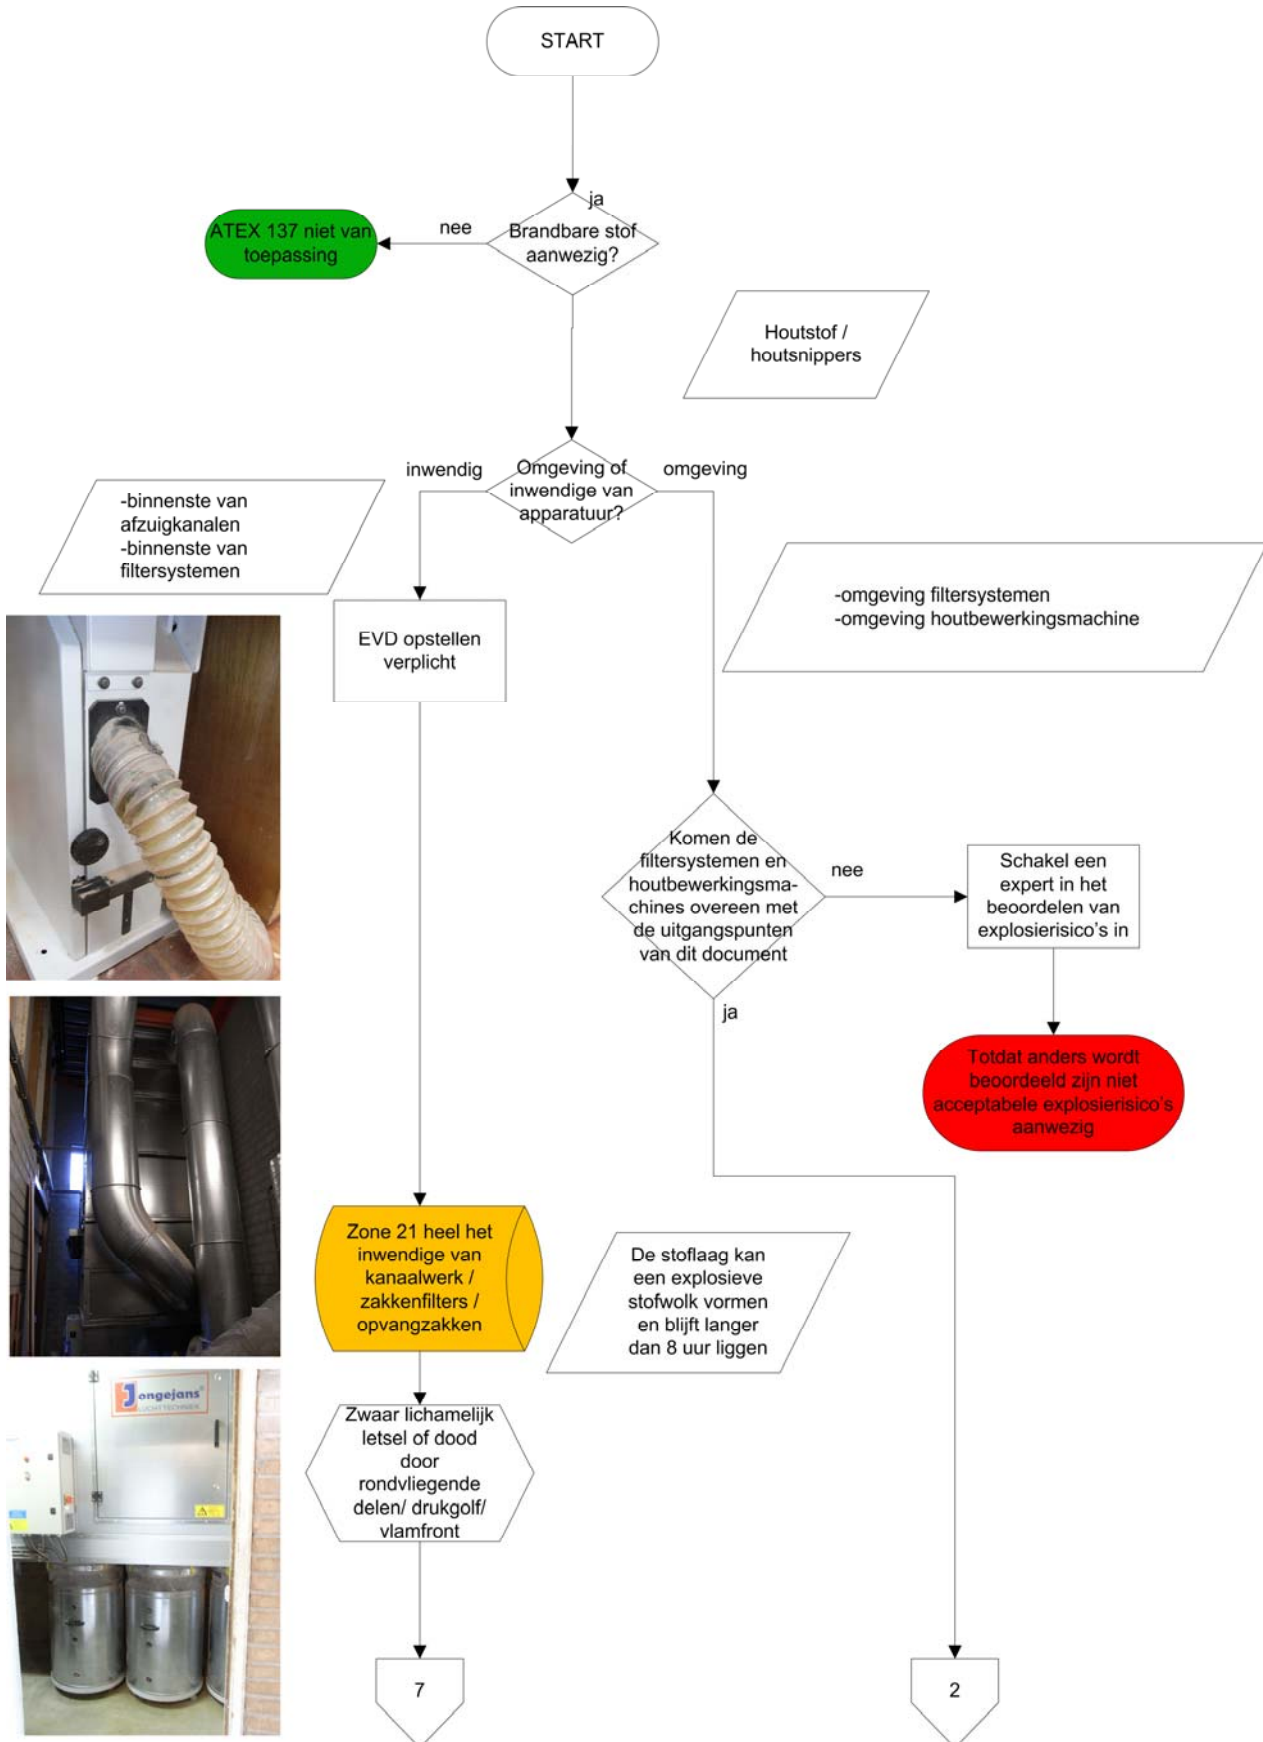 START
ja
nee
Brandbare stof
aanwezig?
ATEX 137 niet van
toepassing
Houtstof /
houtsnippers
inwendig
Omgeving of
inwendige van
apparatuur?
omgeving
-binnenste van
afzuigkanalen
-binnenste van
filtersystemen
-omgeving filtersystemen
-omgeving houtbewerkingsmachine
EVD opstellen
verplicht
Komen de
filtersystemen en
houtbewerkingsma-
chines overeen met
de uitgangspunten
van dit document
nee
Schakel een
expert in het
beoordelen van
explosierisico's in
ja
Totdat anders wordt
beoordeeld zijn niet
acceptabele explosierisico's
aanwezig
Zone 21 heel het
inwendige van
kanaalwerk /
zakkenfilters /
opvangzakken
De stoflaag kan
een explosieve
stofwolk vormen
en blijft langer
dan 8 uur liggen
Jongejans
LUCHTTECHNIEK
Zwaar lichamelijk
letsel of dood
door
rondvliegende
delen/ drukgolf/
vlamfront
7
2